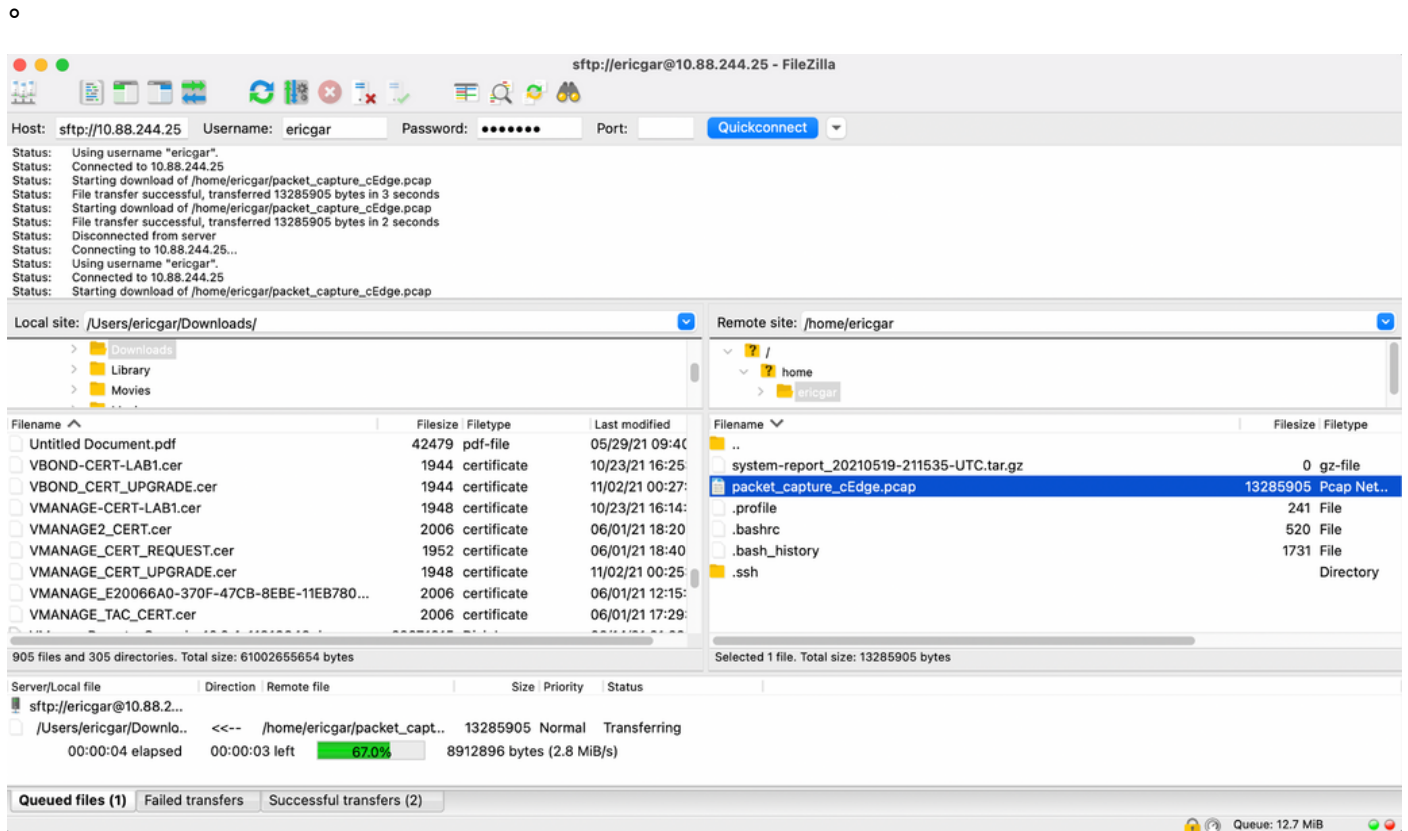 sftp://ericgar@10.88.244.25 - FileZilla
Host: sftp://10.88.244.25 Username: ericgar Password: ●●●●●●● Port: Quickconnect
Status: Using username "ericgar".
Status: Connected to 10.88.244.25
Status: Starting download of /home/ericgar/packet_capture_cEdge.pcap
Status: File transfer successful, transferred 13285905 bytes in 3 seconds
Status: Starting download of /home/ericgar/packet_capture_cEdge.pcap
Status: File transfer successful, transferred 13285905 bytes in 2 seconds
Status: Disconnected from server
Status: Connecting to 10.88.244.25...
Status: Using username "ericgar".
Status: Connected to 10.88.244.25
Status: Starting download of /home/ericgar/packet_capture_cEdge.pcap
Local site: /Users/ericgar/Downloads/
Downloads
Library
Movies
Filename Filesize Filetype Last modified
Untitled Document.pdf 42479 pdf-file 05/29/21 09:40
VBOND-CERT-LAB1.cer 1944 certificate 10/23/21 16:25:
VBOND_CERT_UPGRADE.cer 1944 certificate 11/02/21 00:27:
VMANAGE-CERT-LAB1.cer 1948 certificate 10/23/21 16:14:
VMANAGE2_CERT.cer 2006 certificate 06/01/21 18:20
VMANAGE_CERT_REQUEST.cer 1952 certificate 06/01/21 18:40
VMANAGE_CERT_UPGRADE.cer 1948 certificate 11/02/21 00:25:
VMANAGE_E20066A0-370F-47CB-8EBE-11EB780... 2006 certificate 06/01/21 12:15:
VMANAGE_TAC_CERT.cer 2006 certificate 06/01/21 17:29:
905 files and 305 directories. Total size: 61002655654 bytes
Remote site: /home/ericgar
/
home
ericgar
Filename Filesize Filetype
..
system-report_20210519-211535-UTC.tar.gz 0 gz-file
packet_capture_cEdge.pcap 13285905 Pcap Net...
.profile 241 File
.bashrc 520 File
.bash_history 1731 File
.ssh Directory
Selected 1 file. Total size: 13285905 bytes
Server/Local file Direction Remote file Size Priority Status
sftp://ericgar@10.88.2...
/Users/ericgar/Downlo.. <<-- /home/ericgar/packet_capt... 13285905 Normal Transferring
00:00:04 elapsed 00:00:03 left 67.0% 8912896 bytes (2.8 MiB/s)
Queued files (1) Failed transfers Successful transfers (2)
Queue: 12.7 MiB